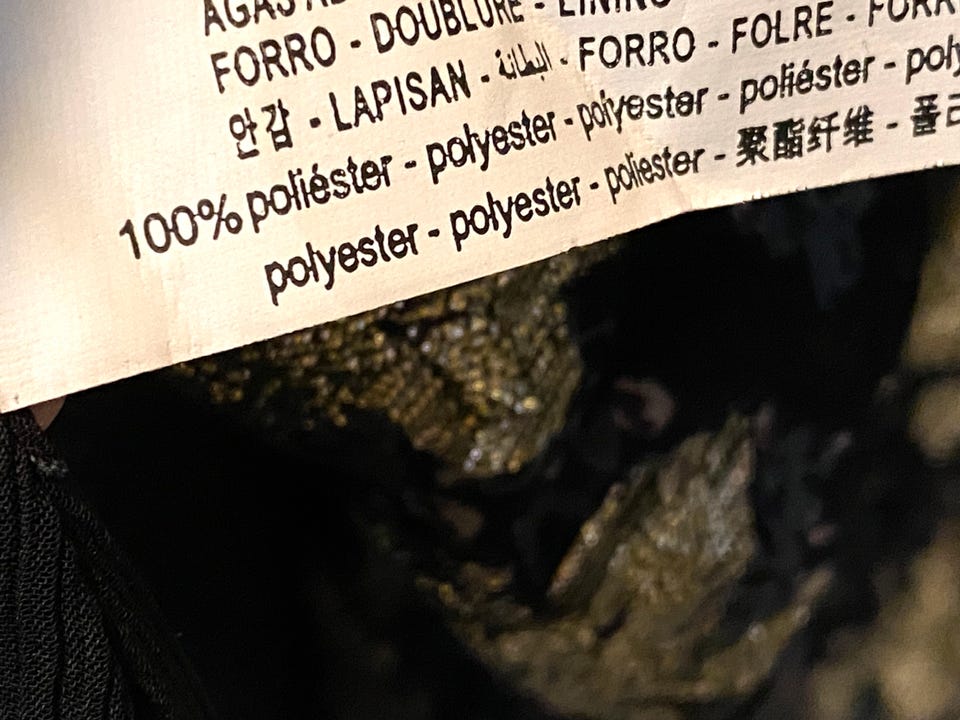 FORRO - DOUBLURE - LINING
안감 - LAPISAN - البطانة - FORRO - FOLRE -
100% poliéster - polyester - polyester - poliéster -
polyester - polyester - poliester - 聚酯纤维 -